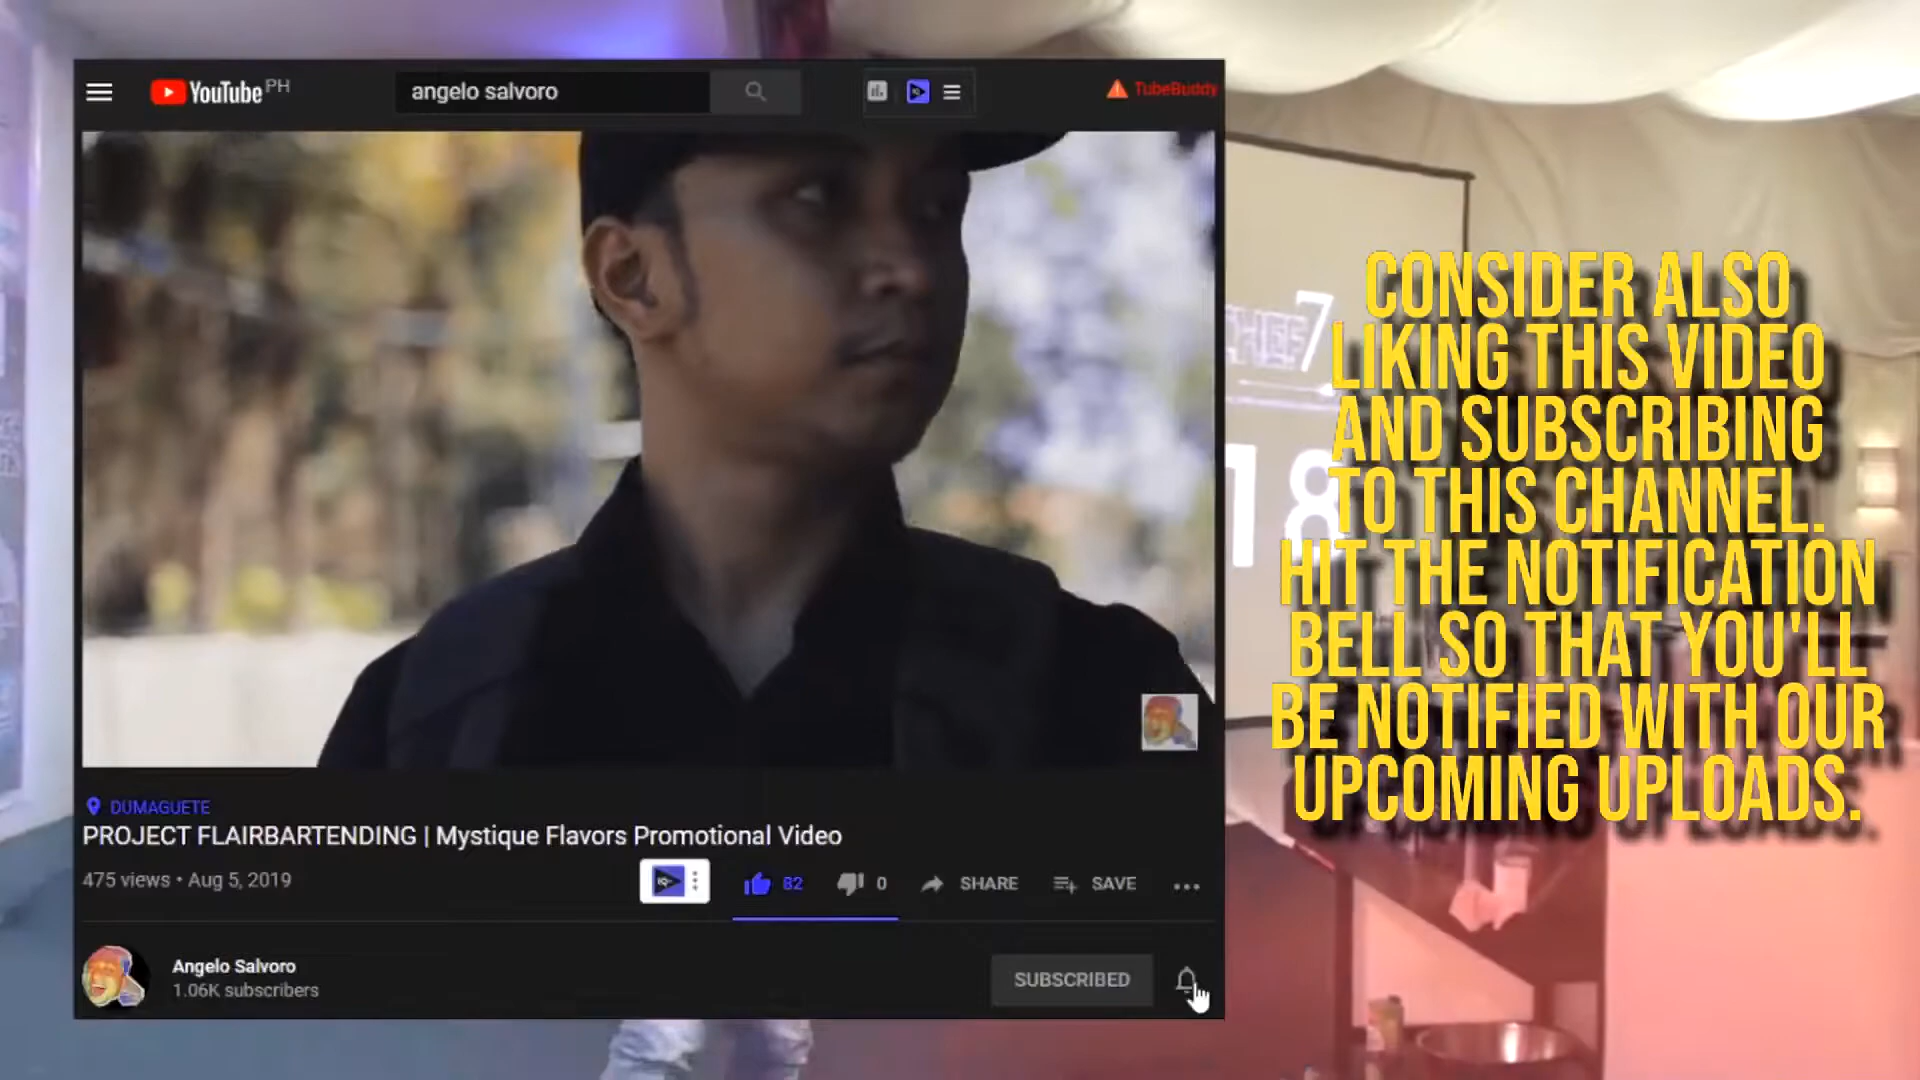 YouTube PH
angelo salvoro
TubeBuddy
DUMAGUETE
PROJECT FLAIRBARTENDING | Mystique Flavors Promotional Video
475 views • Aug 5, 2019
82
0
SHARE
SAVE
Angelo Salvoro
1.06K subscribers
SUBSCRIBED
CONSIDER ALSO
LIKING THIS VIDEO
AND SUBSCRIBING
TO THIS CHANNEL.
HIT THE NOTIFICATION
BELL SO THAT YOU'LL
BE NOTIFIED WITH OUR
UPCOMING UPLOADS.
7
18